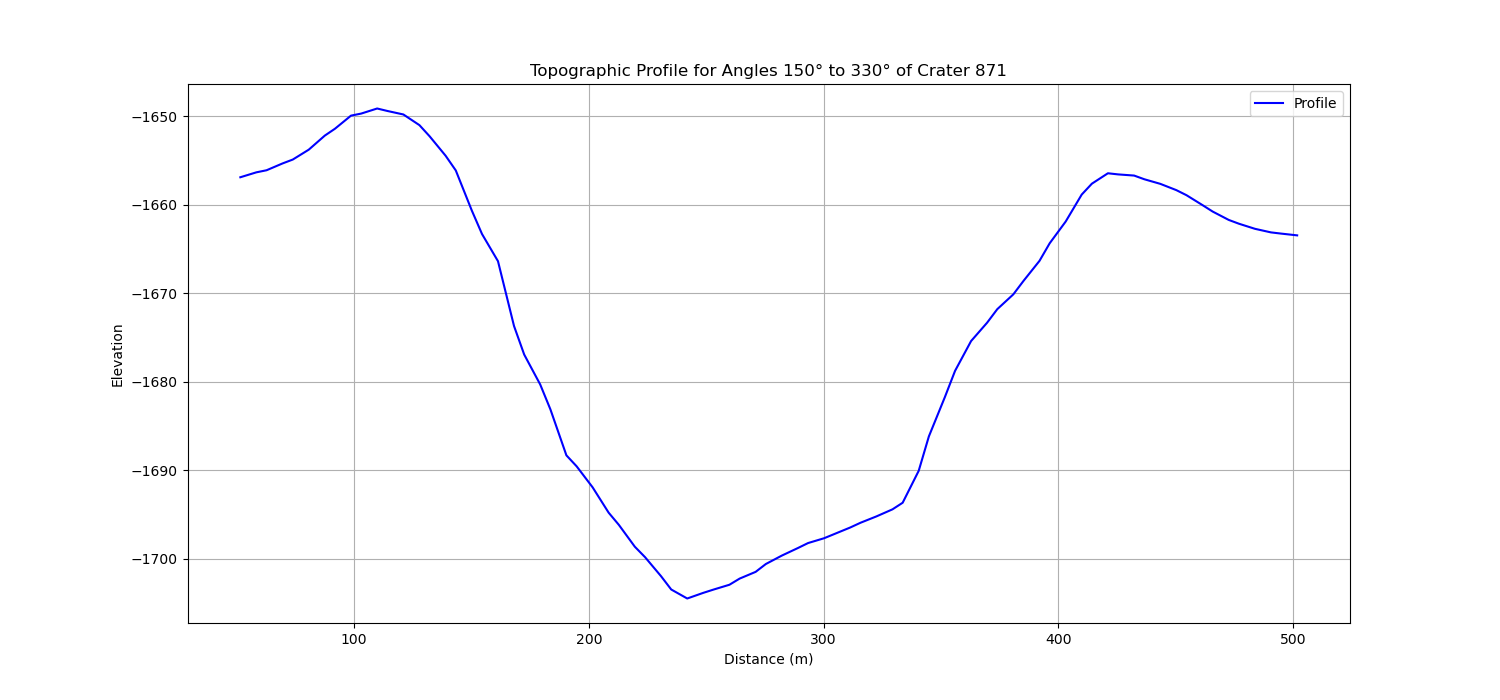 Topographic Profile for Angles 150° to 330° of Crater 871
Profile
−1650
−1660
−1670
−1680
−1690
−1700
Elevation
100
200
300
400
500
Distance (m)